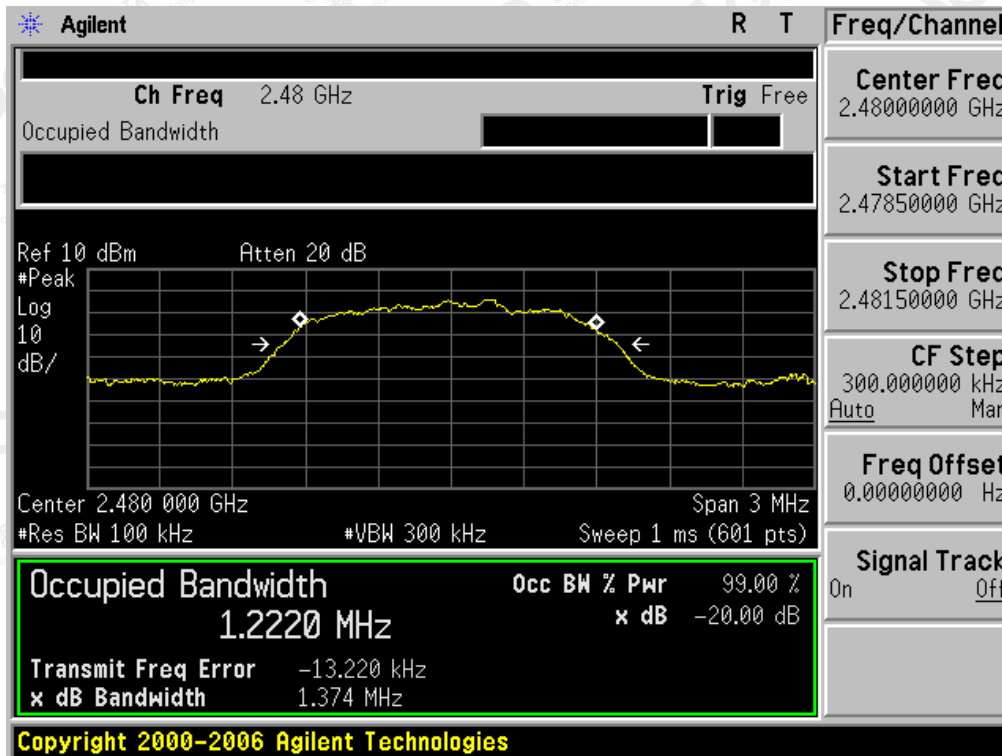 Agilent R T
Freq/Channel
Ch Freq 2.48 GHz Trig Free
Occupied Bandwidth
Center Freq
2.48000000 GHz
Start Freq
2.47850000 GHz
Stop Freq
2.48150000 GHz
CF Step
300.000000 kHz
Auto Man
Freq Offset
0.00000000 Hz
Signal Track
On Off
Ref 10 dBm Atten 20 dB
#Peak
Log
10
dB/
Center 2.480 000 GHz Span 3 MHz
#Res BW 100 kHz #VBW 300 kHz Sweep 1 ms (601 pts)
Occupied Bandwidth
1.2220 MHz
Occ BW % Pwr 99.00 %
x dB -20.00 dB
Transmit Freq Error -13.220 kHz
x dB Bandwidth 1.374 MHz
Copyright 2000-2006 Agilent Technologies